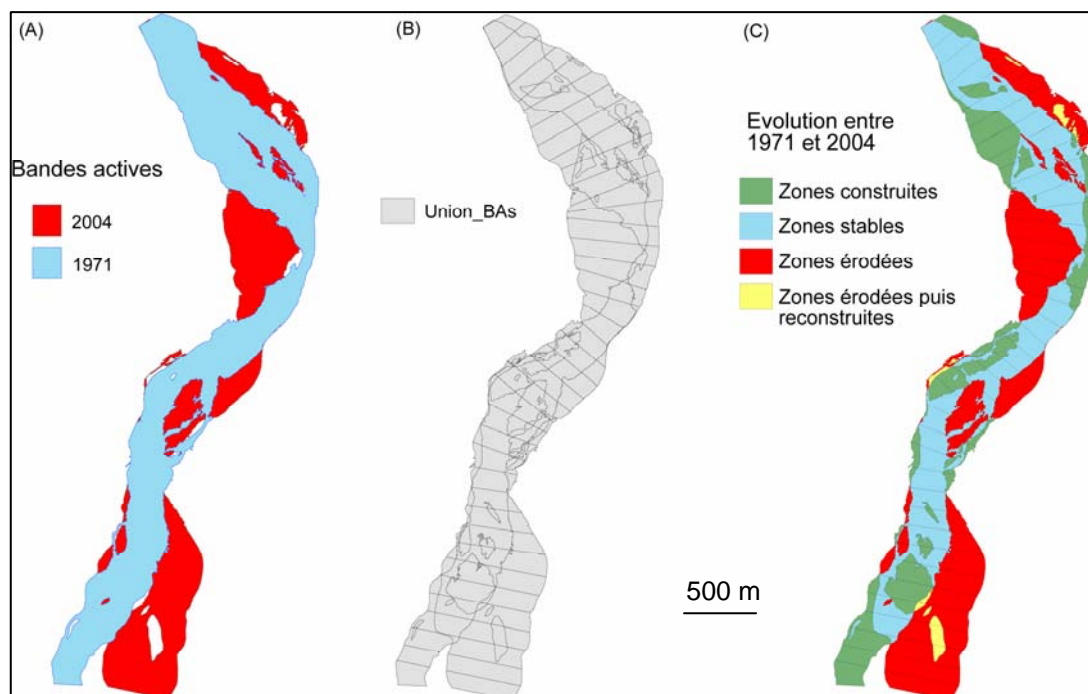 (A)
Bandes actives
2004
1971
(B)
Union_BAs
500 m
(C)
Evolution entre
1971 et 2004
Zones construites
Zones stables
Zones érodées
Zones érodées puis
reconstruites